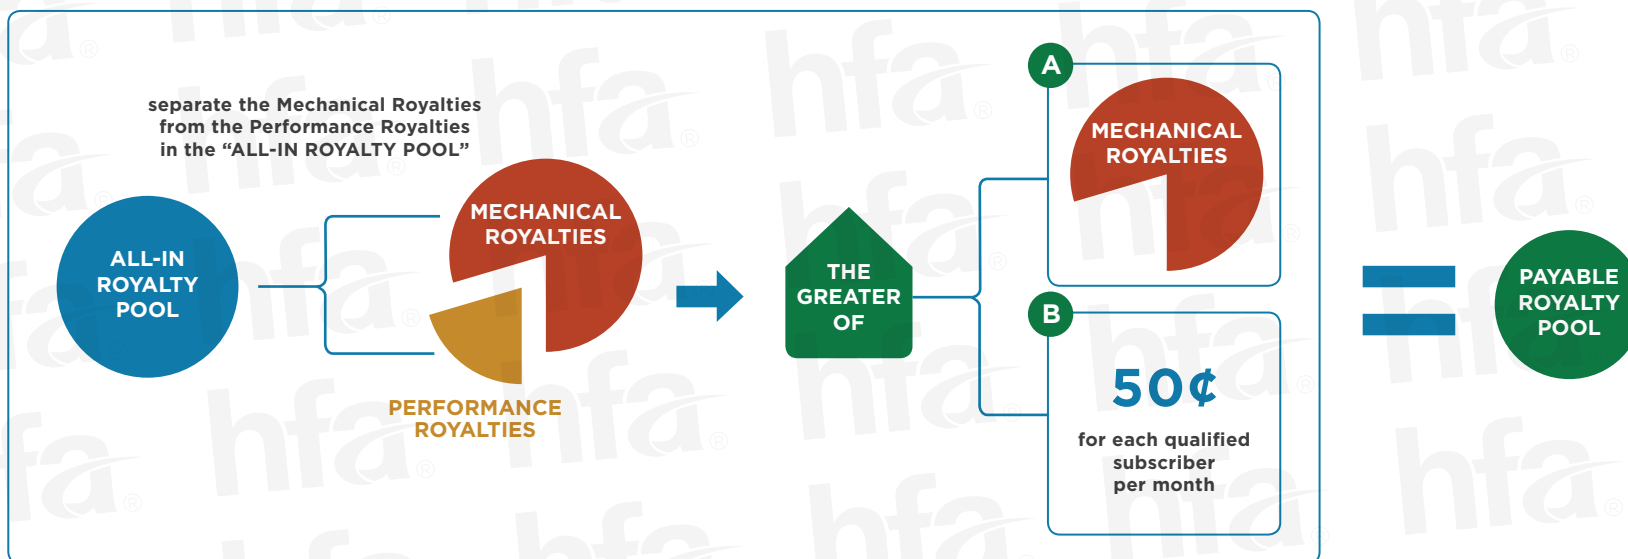 separate the Mechanical Royalties
from the Performance Royalties
in the “ALL-IN ROYALTY POOL”
ALL-IN
ROYALTY
POOL
MECHANICAL
ROYALTIES
PERFORMANCE
ROYALTIES
THE
GREATER
OF
A
MECHANICAL
ROYALTIES
B
50¢
for each qualified
subscriber
per month
PAYABLE
ROYALTY
POOL
hfa®